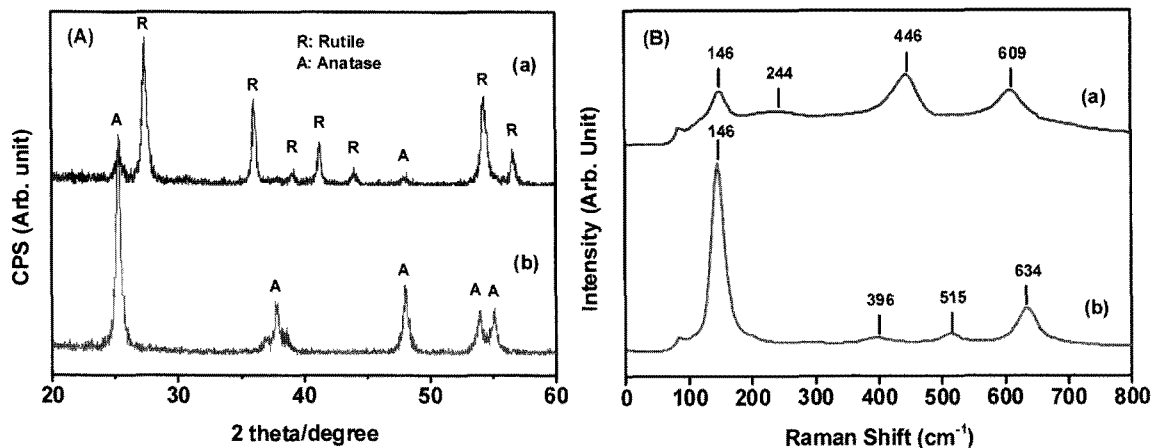 (A)
R
R: Rutile
A: Anatase
(a)
R
R
A
R
R
R
A
R
A
A
A
A
(b)
CPS (Arb. unit)
20 30 40 50 60
2 theta/degree
(B)
446
609
146
244
(a)
146
634
396
515
(b)
Intensity (Arb. Unit)
0 100 200 300 400 500 600 700 800
Raman Shift (cm⁻¹)